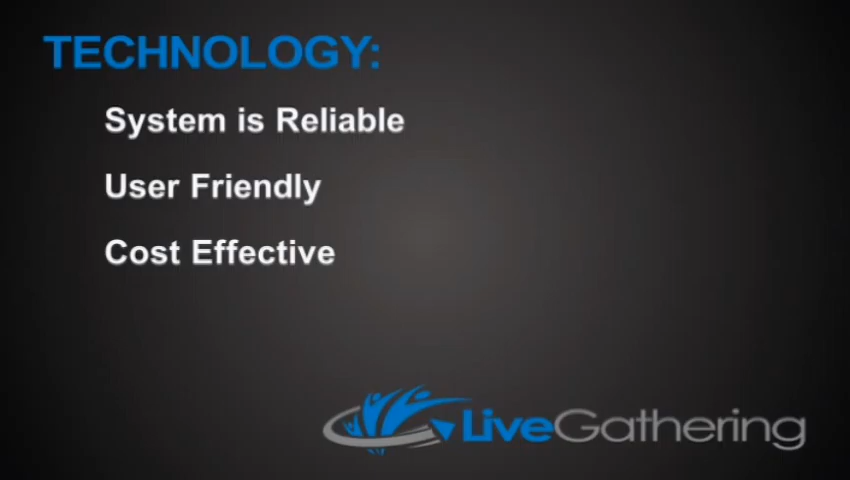 TECHNOLOGY:
System is Reliable
User Friendly
Cost Effective
LiveGathering